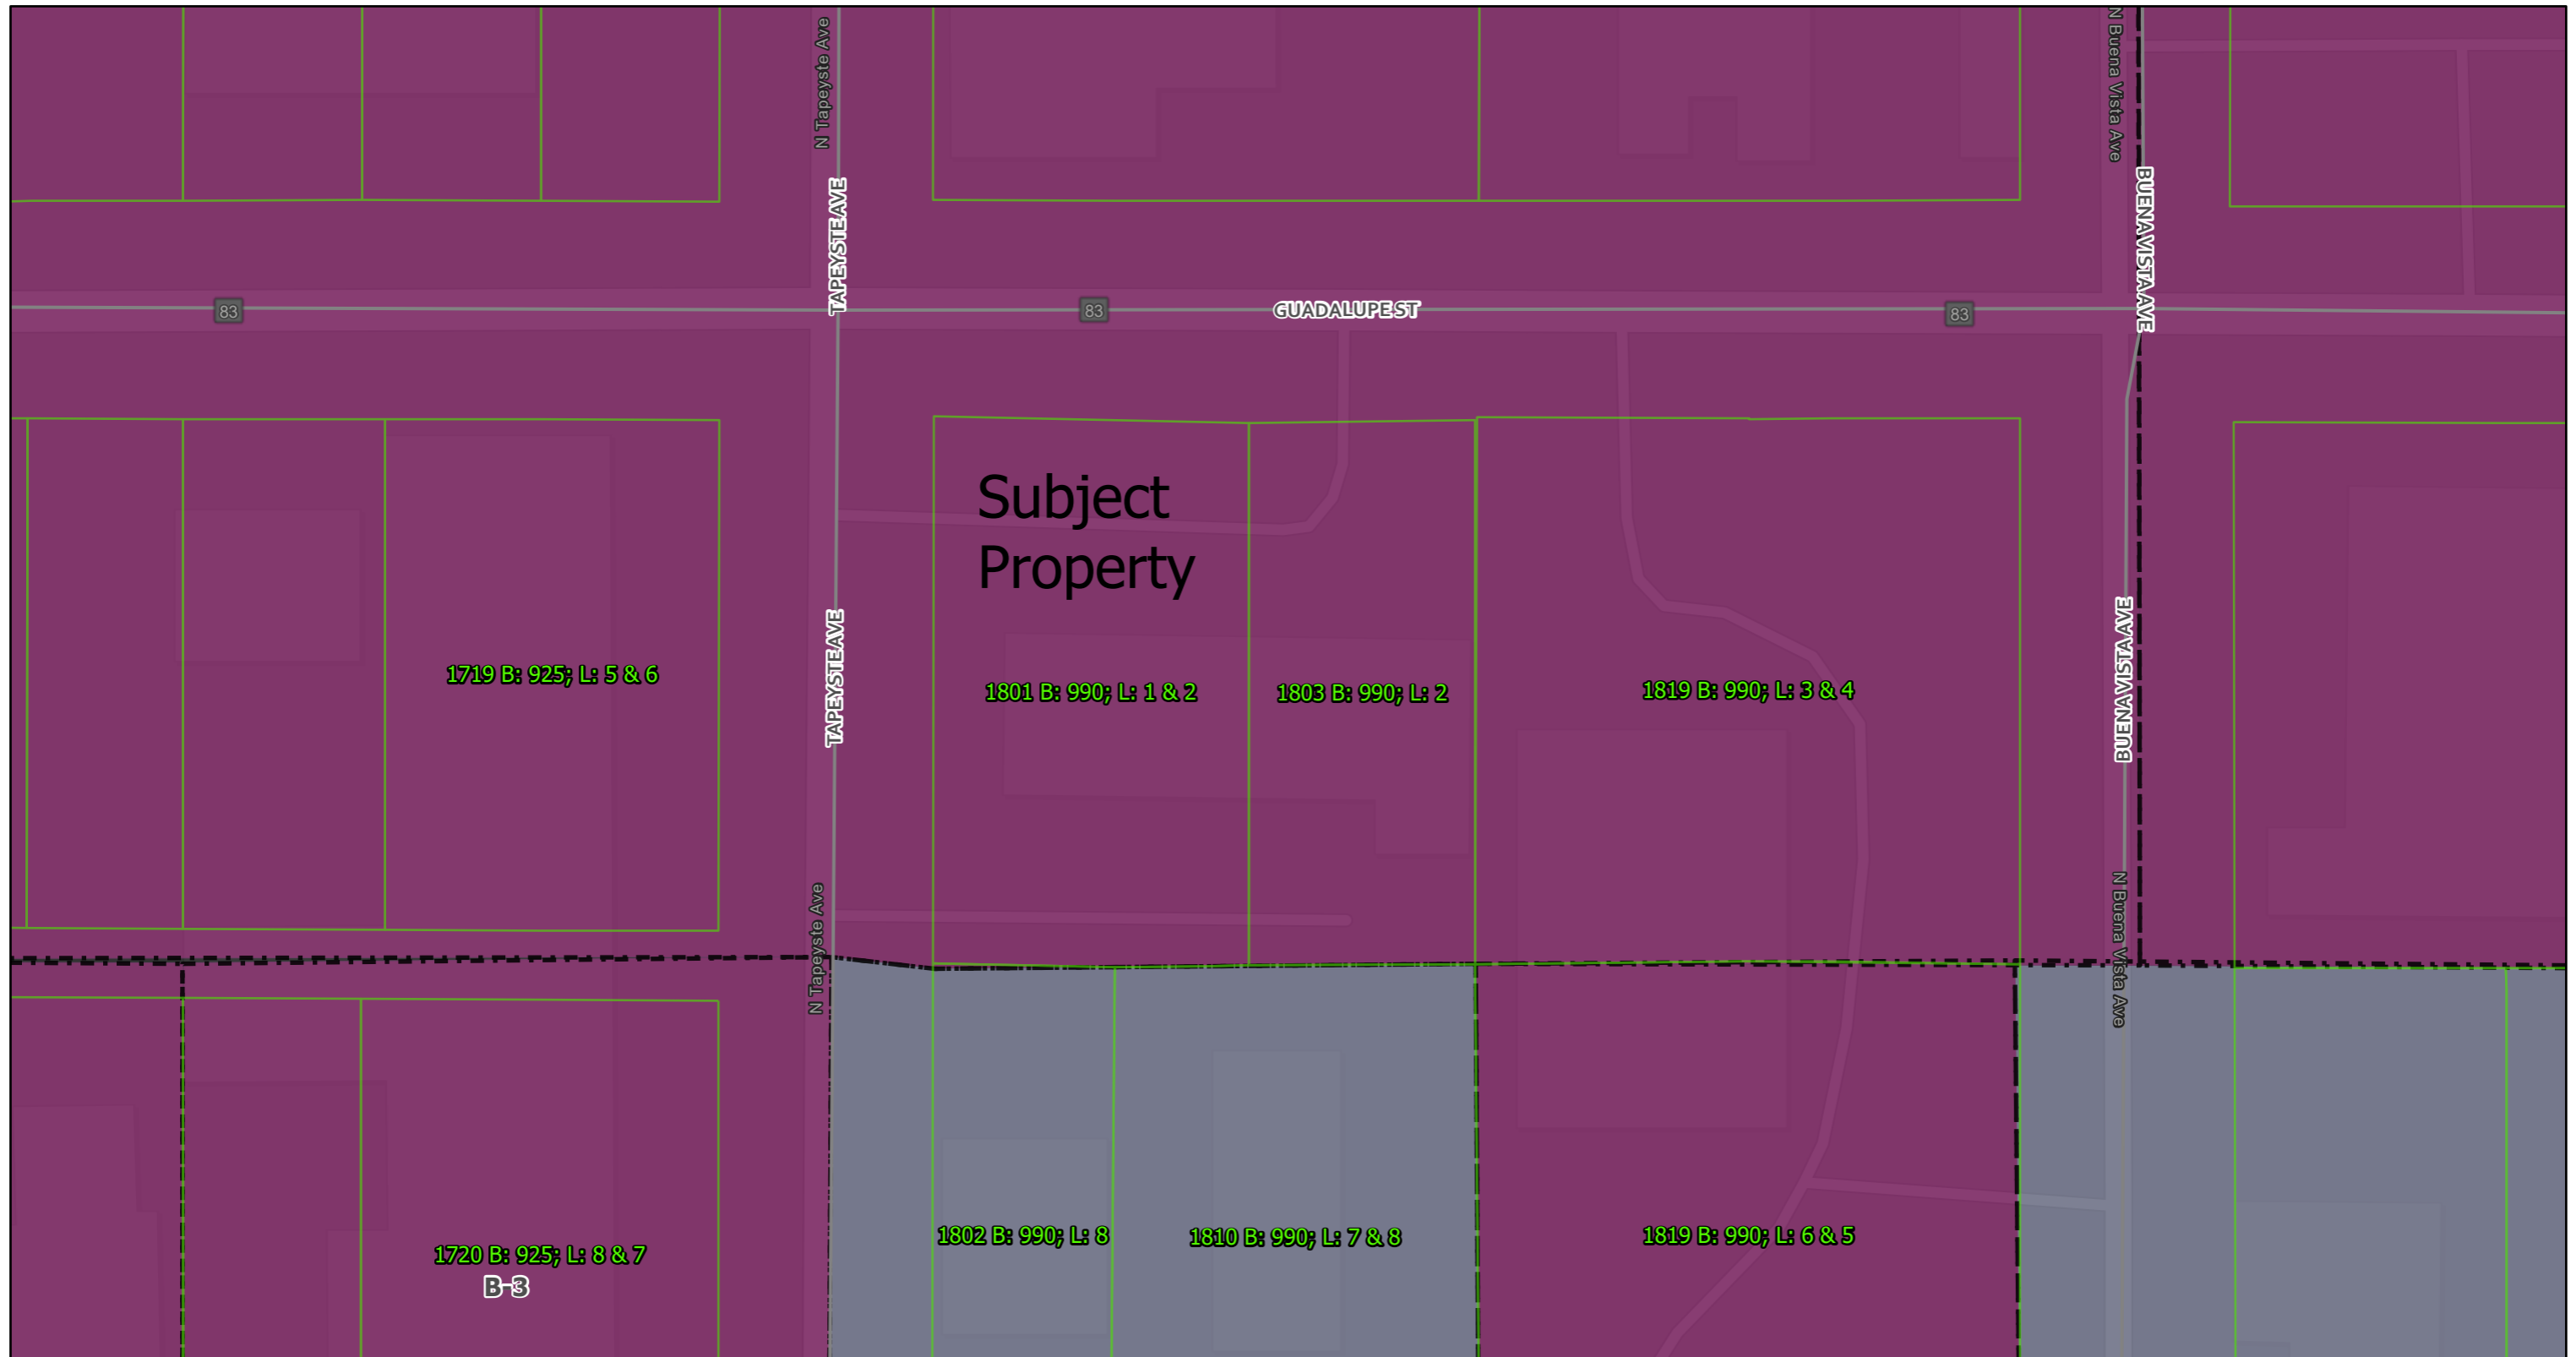 N Tapeyste Ave
N Buena Vista Ave
TAPEYSTE AVE
BUENA VISTA AVE
83
83
GUADALUPE ST
83
Subject
Property
TAPEYSTE AVE
BUENA VISTA AVE
1719 B: 925; L: 5 & 6
1801 B: 990; L: 1 & 2
1803 B: 990; L: 2
1819 B: 990; L: 3 & 4
N Tapeyste Ave
N Buena Vista Ave
1802 B: 990; L: 8
1810 B: 990; L: 7 & 8
1819 B: 990; L: 6 & 5
1720 B: 925; L: 8 & 7
B-3